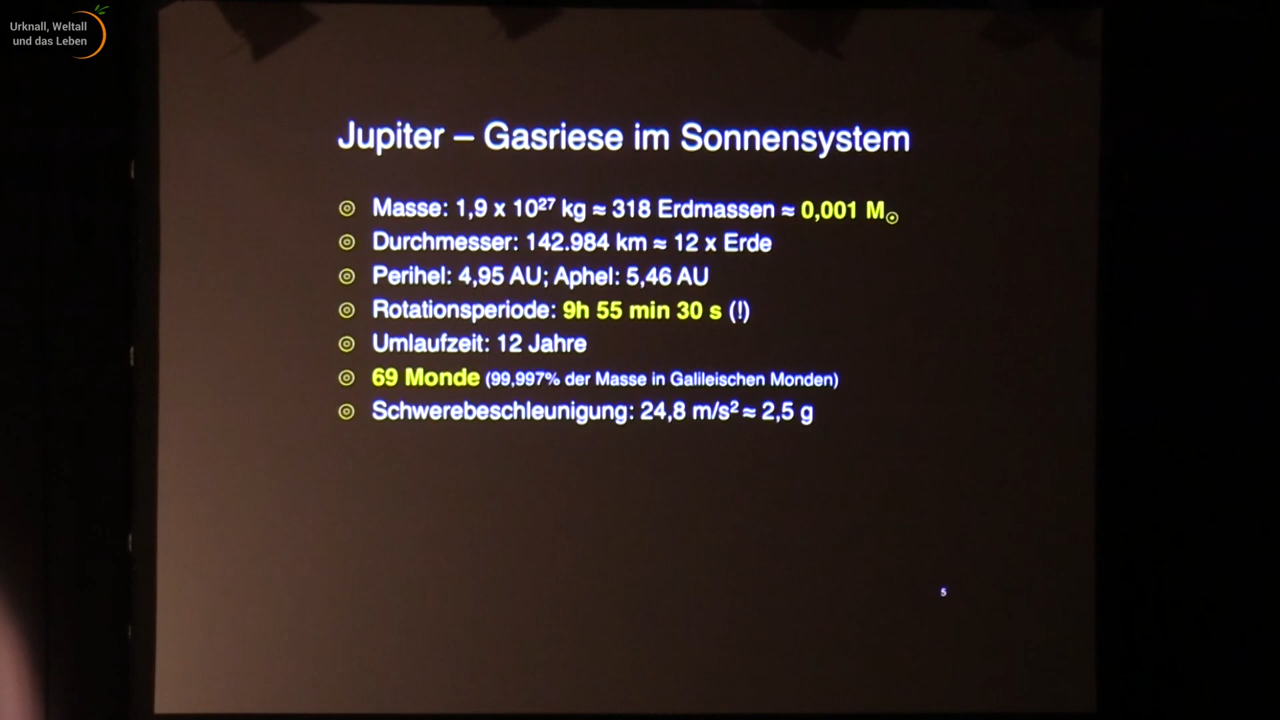 Urknall, Weltall
und das Leben
Jupiter – Gasriese im Sonnensystem
Masse: 1,9 x 10²⁷ kg ≈ 318 Erdmassen ≈ 0,001 M☉
Durchmesser: 142.984 km ≈ 12 x Erde
Perihel: 4,95 AU; Aphel: 5,46 AU
Rotationsperiode: 9h 55 min 30 s (!)
Umlaufzeit: 12 Jahre
69 Monde (99,997% der Masse in Galileischen Monden)
Schwerebeschleunigung: 24,8 m/s² ≈ 2,5 g
5